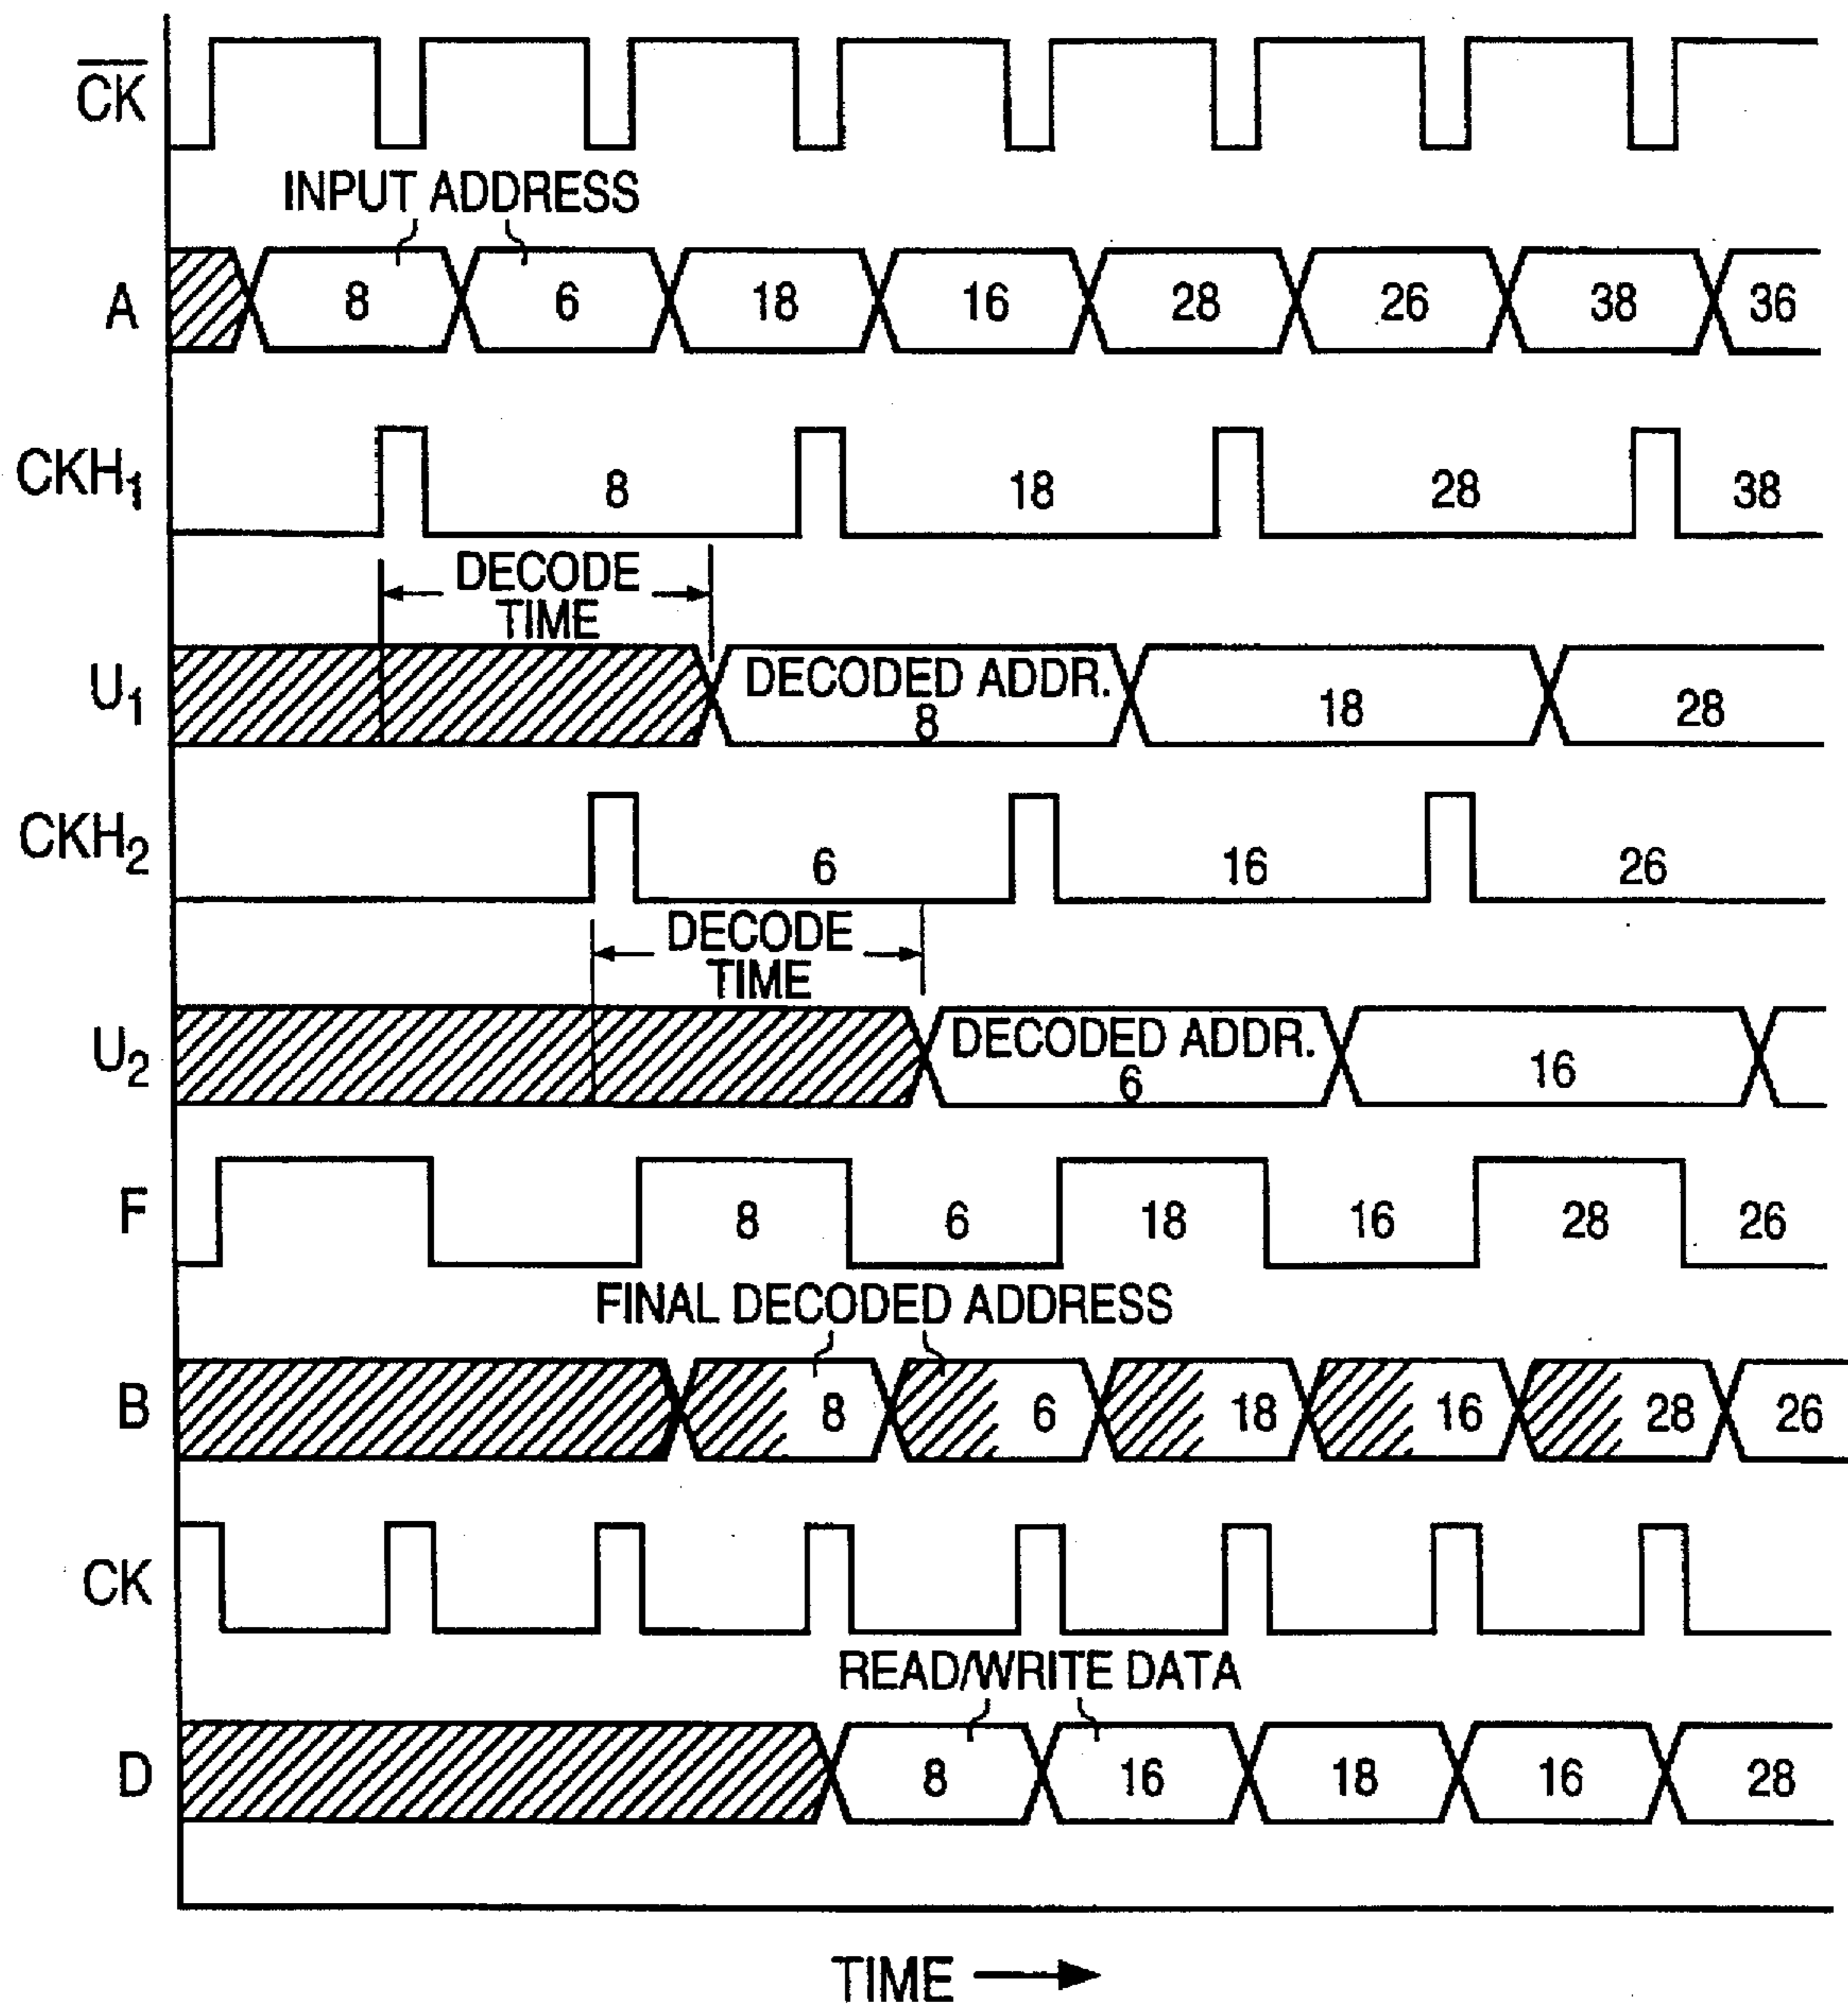 C̅K̅
INPUT ADDRESS
A 8 6 18 16 28 26 38 36
CKH₁ 8 18 28 38
DECODE
TIME
U₁ DECODED ADDR. 18 28
8
CKH₂ 6 16 26
DECODE
TIME
U₂ DECODED ADDR. 16
6
F 8 6 18 16 28 26
FINAL DECODED ADDRESS
B 8 6 18 16 28 26
CK
READ/WRITE DATA
D 8 16 18 16 28
TIME